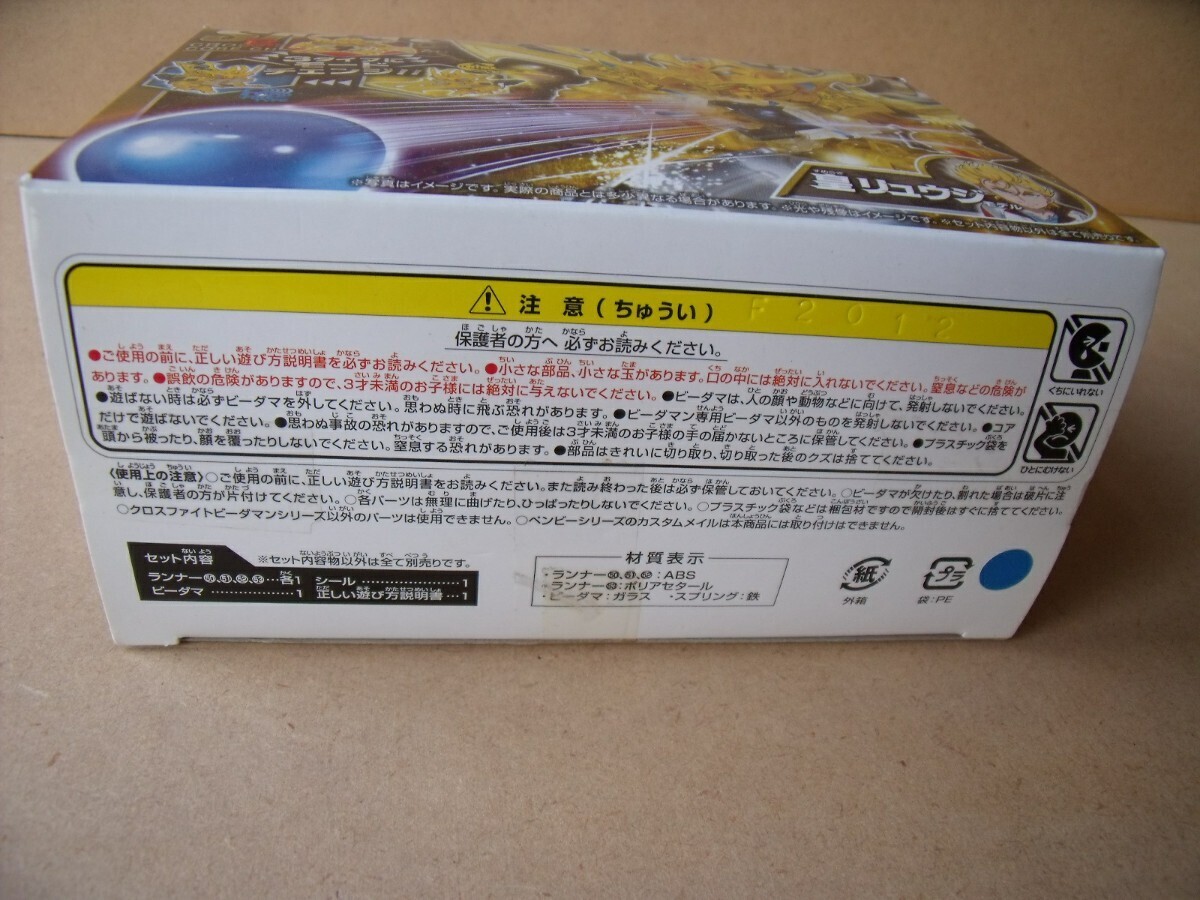 チェンジ!!
※写真はイメージです。実際の商品とは多少異なる場合があります。※光や残像はイメージです。※セット内容物以外は全て別売りです。
皇リュウジモデル
注意(ちゅうい)
F2012
保護者の方へ 必ずお読みください。
●ご使用の前に、正しい遊び方説明書を必ずお読みください。●小さな部品、小さな玉があります。口の中には絶対に入れないでください。窒息などの危険が
あります。●誤飲の危険がありますので、3才未満のお子様には絶対に与えないでください。●ビーダマは、人の顔や動物などに向けて、発射しないでください。
●遊ばない時は必ずビーダマを外してください。思わぬ時に飛ぶ恐れがあります。●ビーダマン専用ビーダマ以外のものを発射しないでください。●コア
だけで遊ばないでください。●思わぬ事故の恐れがありますので、ご使用後は3才未満のお子様の手の届かないところに保管してください。●プラスチック袋を
頭から被ったり、顔を覆ったりしないでください。窒息する恐れがあります。●部品はきれいに切り取り、切り取った後のクズは捨ててください。
くちにいれない
ひとにむけない
〈使用上の注意〉○ご使用の前に、正しい遊び方説明書をお読みください。また読み終わった後は必ず保管しておいてください。○ビーダマが欠けたり、割れた場合は破片に注
意し、保護者の方が片付けてください。○各パーツは無理に曲げたり、ひっぱったりしないでください。○プラスチック袋などは梱包材ですので開封後はすぐに捨ててください。
○クロスファイトビーダマンシリーズ以外のパーツは使用できません。○ペンビーシリーズのカスタムメイルは本商品には取り付けはできません。
セット内容 ※セット内容物以外は全て別売りです。
ランナー㊿,51,52,53…各1 シール……………1
ビーダマ……………1 正しい遊び方説明書…1
材質表示
・ランナー㊿,51,52:ABS
・ランナー53:ポリアセタール
・ビーダマ:ガラス ・スプリング:鉄
紙
外箱
プラ
袋:PE